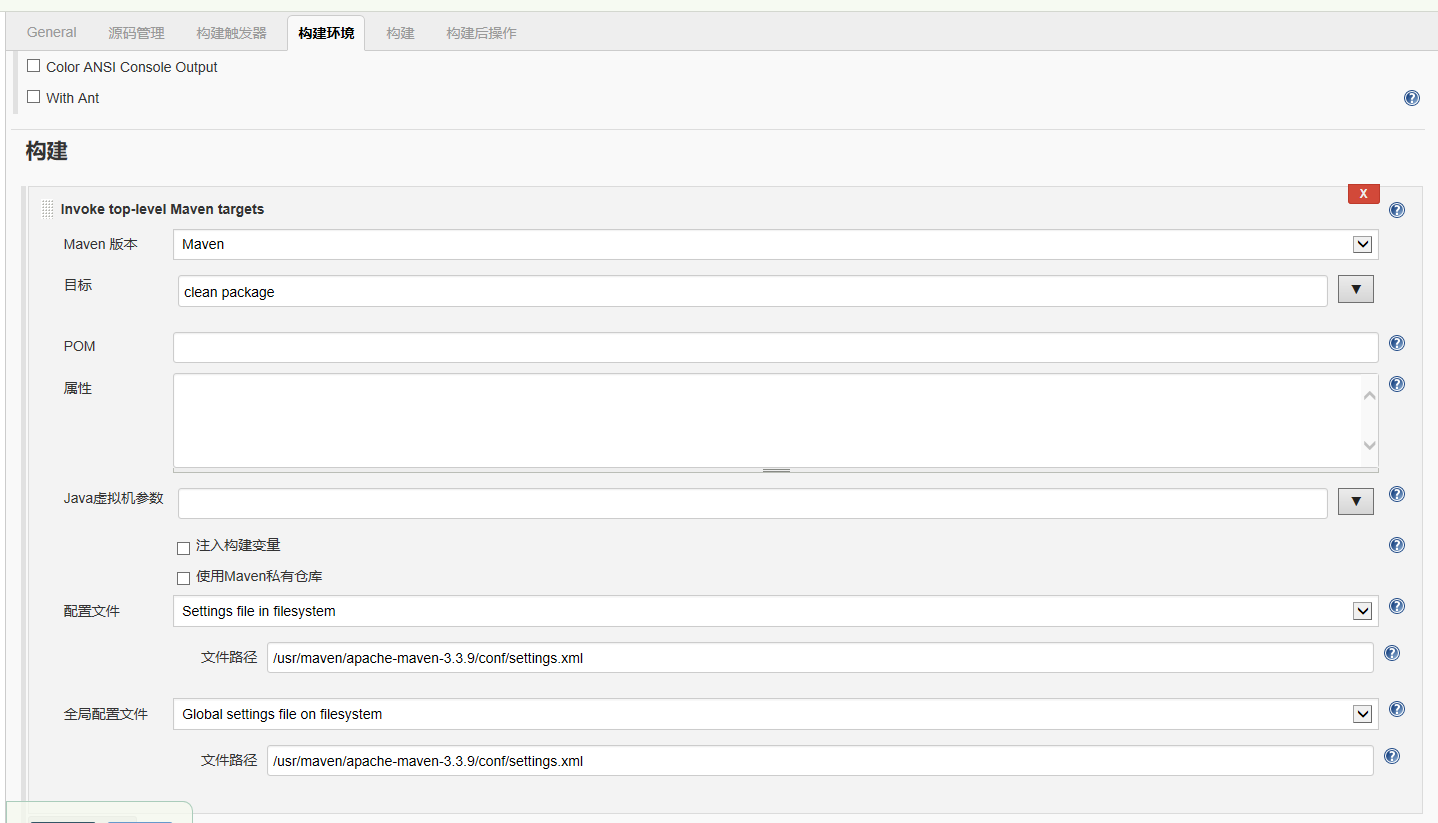 General 源码管理 构建触发器 构建环境 构建 构建后操作
Color ANSI Console Output
With Ant
构建
X
Invoke top-level Maven targets
Maven 版本 Maven
目标 clean package
POM
属性
Java虚拟机参数
注入构建变量
使用Maven私有仓库
配置文件 Settings file in filesystem
文件路径 /usr/maven/apache-maven-3.3.9/conf/settings.xml
全局配置文件 Global settings file on filesystem
文件路径 /usr/maven/apache-maven-3.3.9/conf/settings.xml